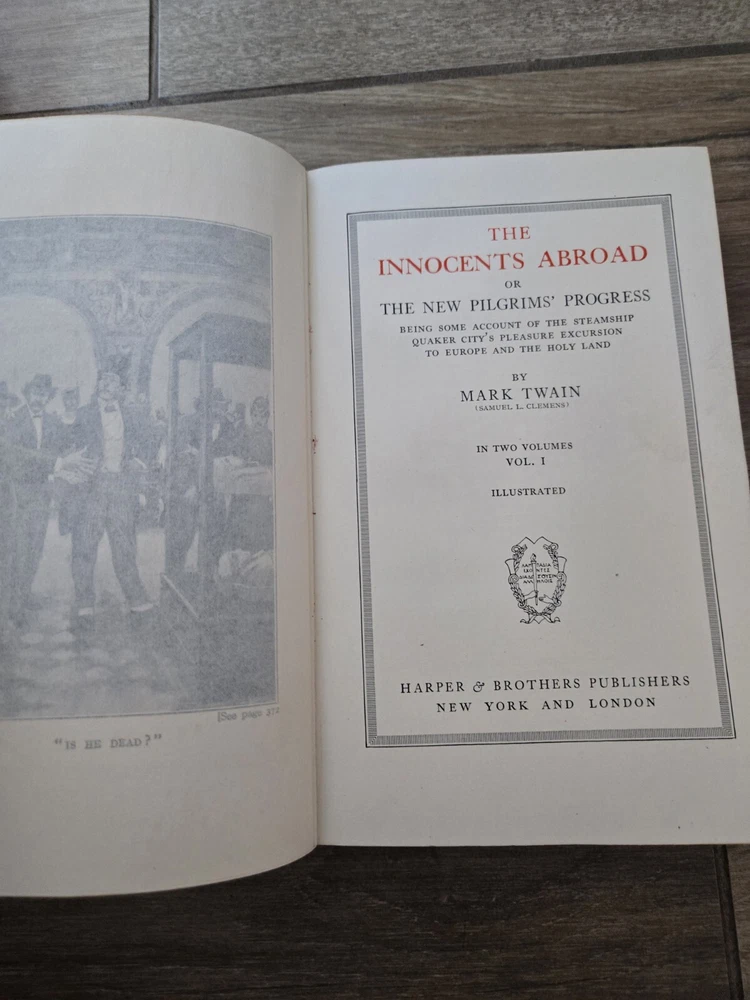 [See page 372
"IS HE DEAD?"
THE
INNOCENTS ABROAD
OR
THE NEW PILGRIMS' PROGRESS
BEING SOME ACCOUNT OF THE STEAMSHIP
QUAKER CITY'S PLEASURE EXCURSION
TO EUROPE AND THE HOLY LAND
BY
MARK TWAIN
(SAMUEL L. CLEMENS)
IN TWO VOLUMES
VOL. I
ILLUSTRATED
HARPER & BROTHERS PUBLISHERS
NEW YORK AND LONDON